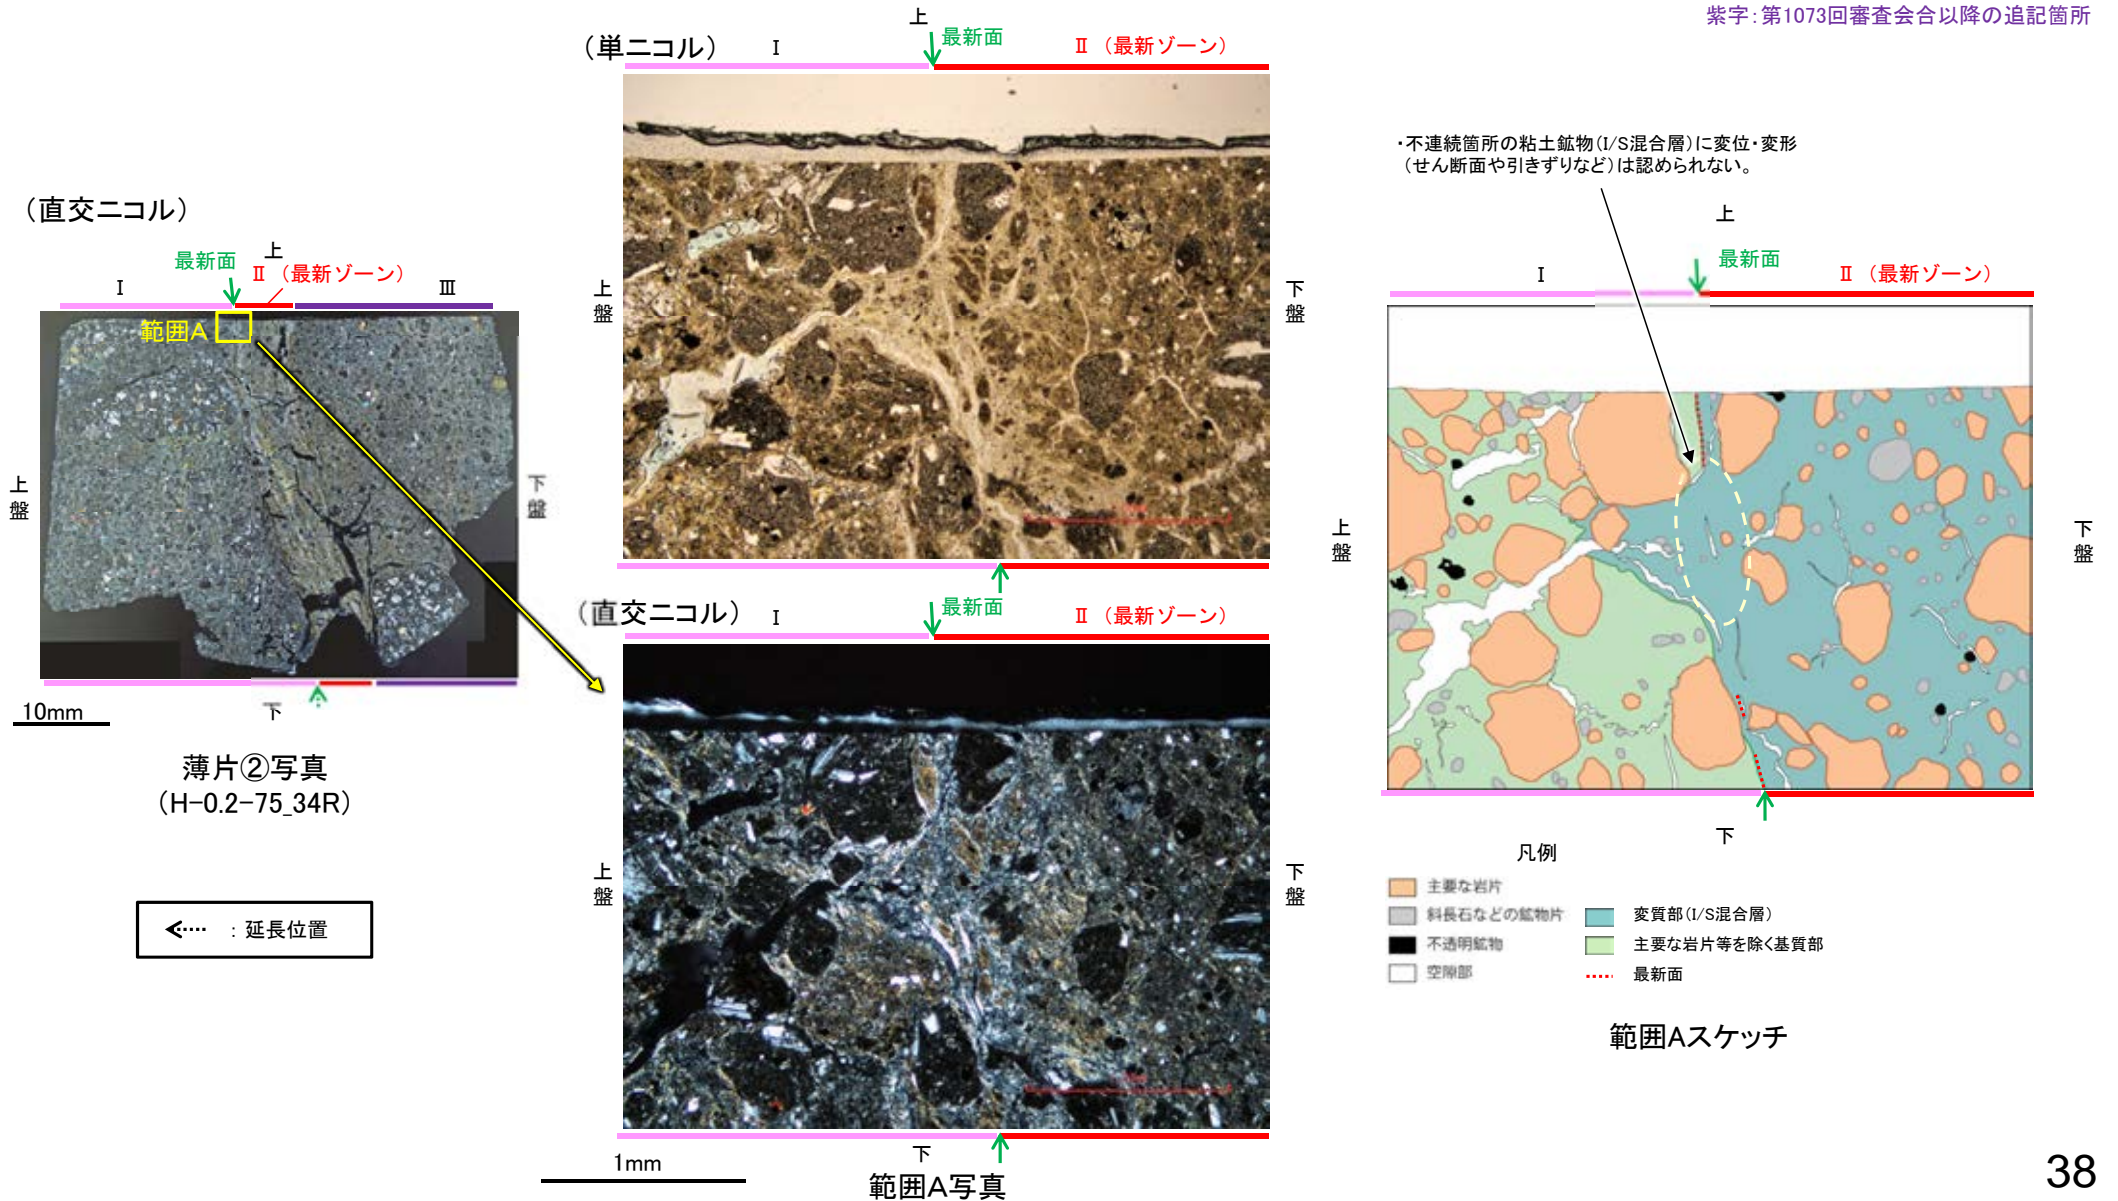 紫字：第1073回審査会合以降の追記箇所
（直交ニコル）
上
最新面
Ⅰ
Ⅱ（最新ゾーン）
Ⅲ
範囲A
上盤
下盤
下
10mm
薄片②写真
（H-0.2-75_34R）
：延長位置
（単ニコル）
上
Ⅰ
最新面
Ⅱ（最新ゾーン）
上盤
下盤
（直交ニコル）
Ⅰ
最新面
Ⅱ（最新ゾーン）
上盤
下盤
下
1mm
範囲A写真
・不連続箇所の粘土鉱物（I/S混合層）に変位・変形
（せん断面や引きずりなど）は認められない。
上
最新面
Ⅰ
Ⅱ（最新ゾーン）
上盤
下盤
下
凡例
主要な岩片
斜長石などの鉱物片
不透明鉱物
空隙部
変質部（I/S混合層）
主要な岩片等を除く基質部
最新面
範囲Aスケッチ
38